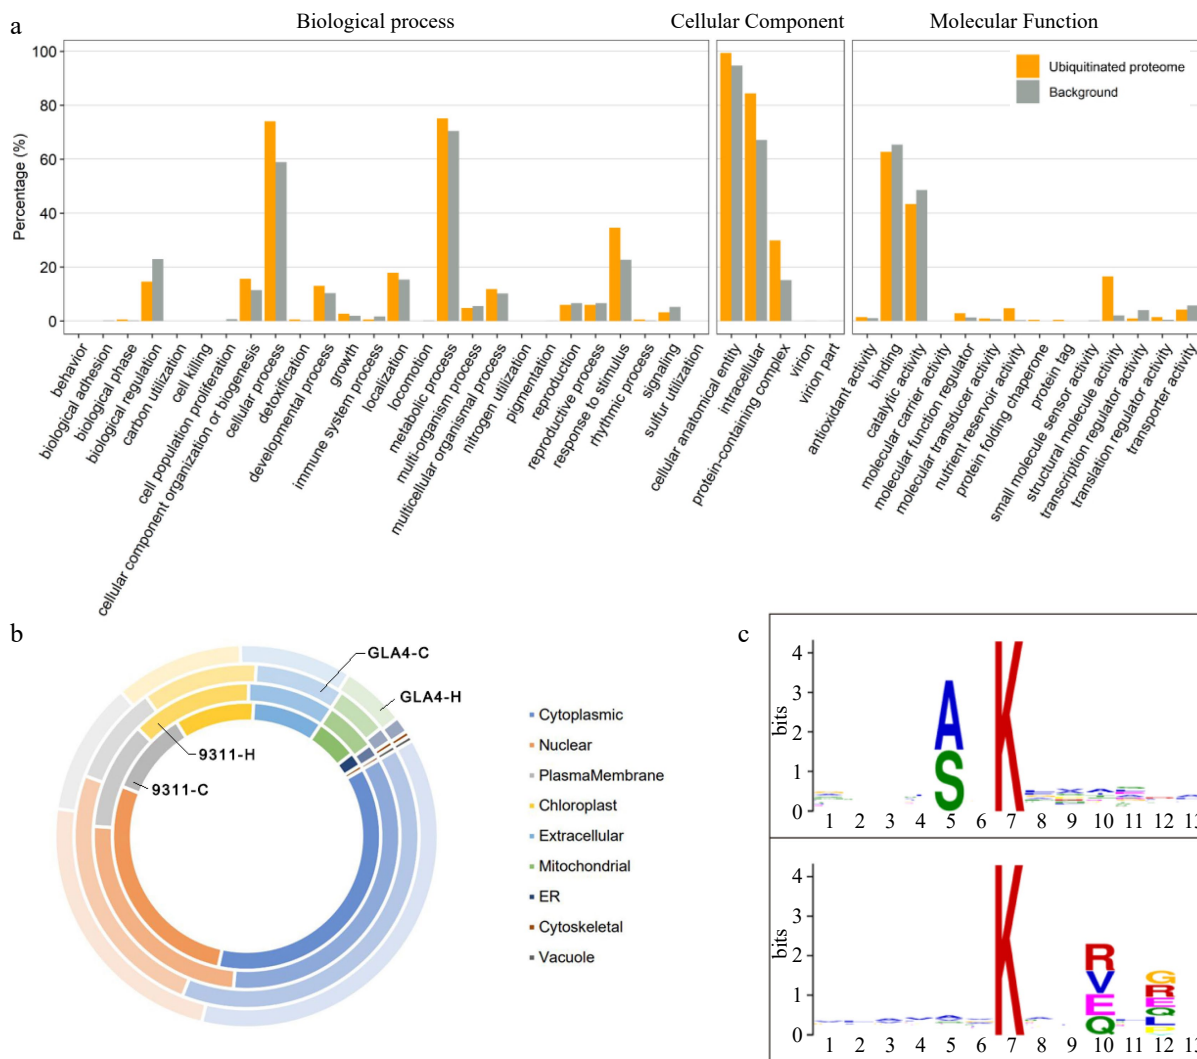 a
Biological process
Cellular Component
Molecular Function
Percentage (%)
100
80
60
40
20
0
Ubiquitinated proteome
Background
behavior
biological adhesion
biological phase
biological regulation
carbon utilization
cell killing
cell population proliferation
cellular component organization or biogenesis
cellular process
detoxification
developmental process
growth
immune system process
localization
locomotion
metabolic process
multi-organism process
multicellular organismal process
nitrogen utilization
pigmentation
reproduction
reproductive process
response to stimulus
rhythmic process
signaling
sulfur utilization
cellular anatomical entity
intracellular
protein-containing complex
virion
virion part
antioxidant activity
binding
catalytic activity
molecular carrier activity
molecular function regulator
molecular transducer activity
nutrient reservoir activity
protein folding chaperone
protein tag
small molecule sensor activity
structural molecule activity
transcription regulator activity
translation regulator activity
transporter activity
b
GLA4-C
GLA4-H
9311-H
9311-C
Cytoplasmic
Nuclear
PlasmaMembrane
Chloroplast
Extracellular
Mitochondrial
ER
Cytoskeletal
Vacuole
c
bits
4
3
2
1
0
A
S
K
1 2 3 4 5 6 7 8 9 10 11 12 13
bits
4
3
2
1
0
K
R
V
E
Q
G
R
E
Q
L
1 2 3 4 5 6 7 8 9 10 11 12 13